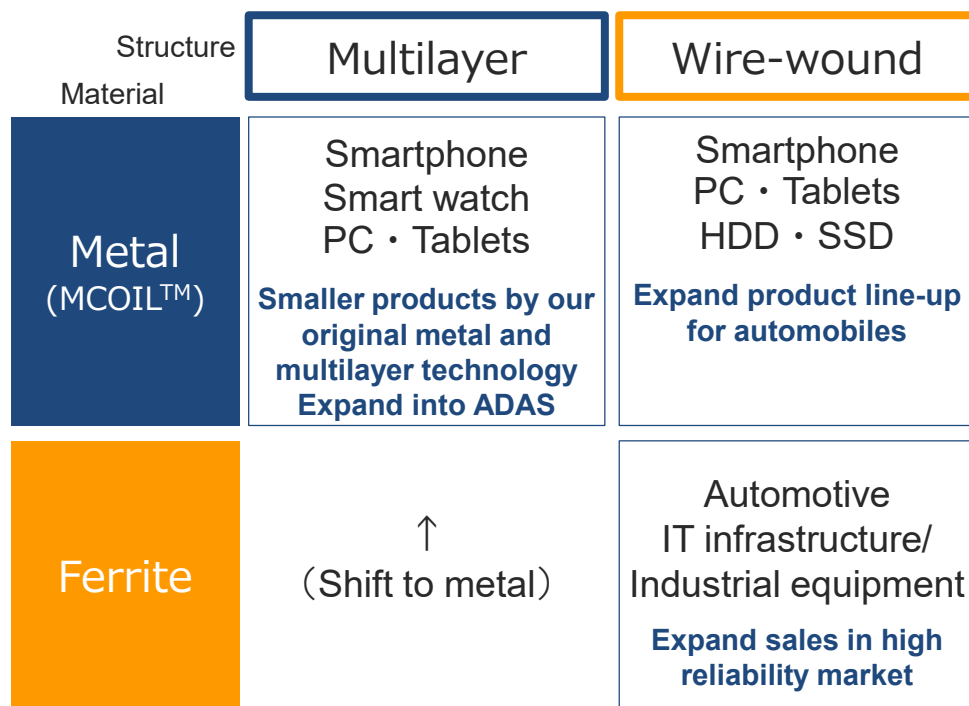 Structure
Multilayer
Wire-wound
Material
Metal
(MCOIL™)
Smartphone
Smart watch
PC・Tablets
Smaller products by our
original metal and
multilayer technology
Expand into ADAS
Smartphone
PC・Tablets
HDD・SSD
Expand product line-up
for automobiles
Ferrite
↑
（Shift to metal）
Automotive
IT infrastructure/
Industrial equipment
Expand sales in high
reliability market